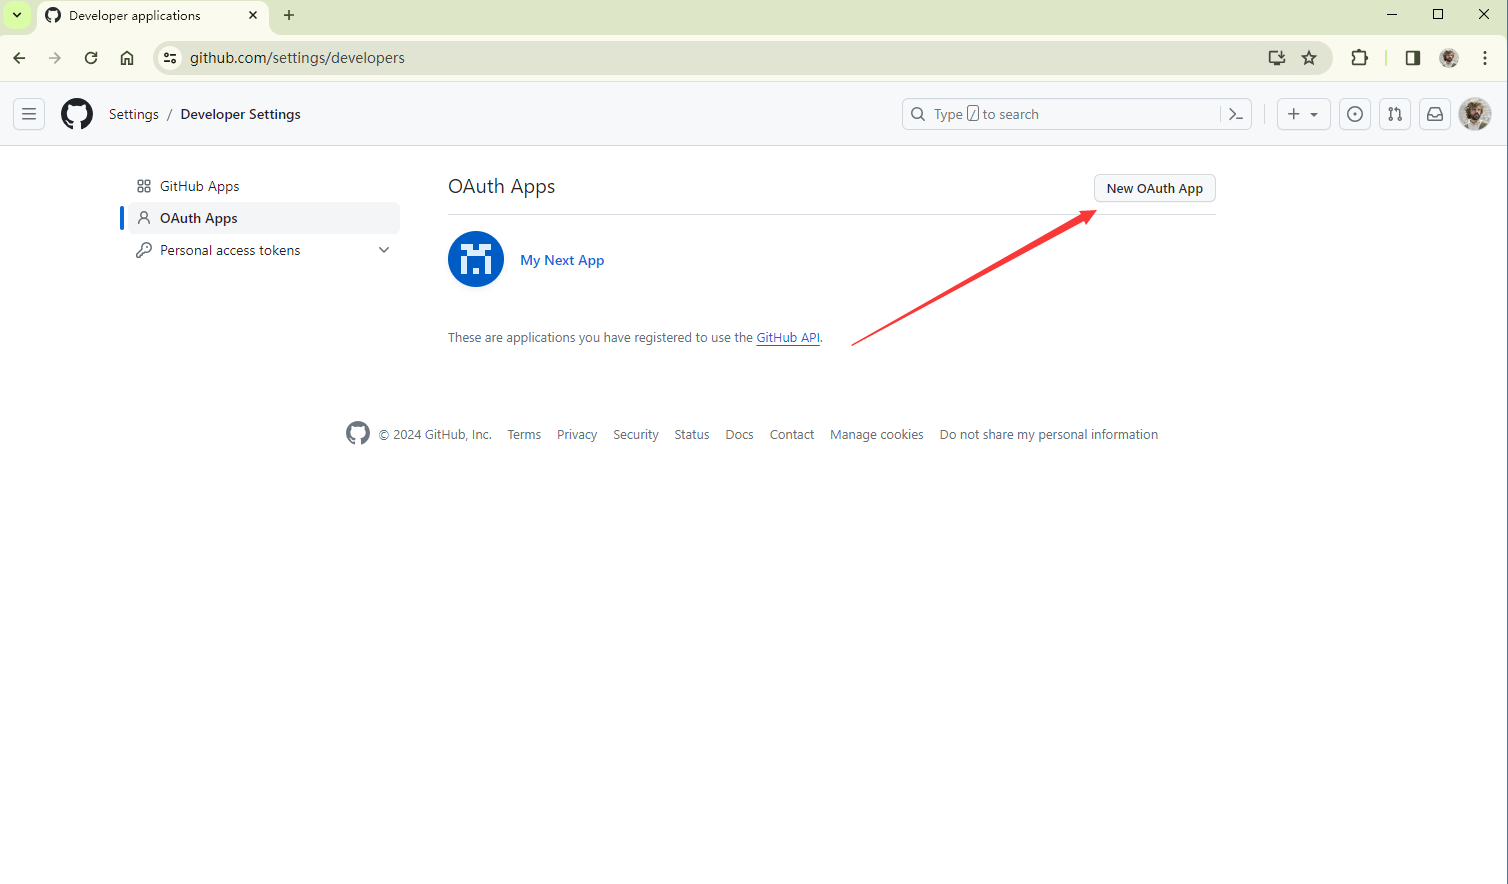 Developer applications
github.com/settings/developers
Settings / Developer Settings
Type / to search
GitHub Apps
OAuth Apps
Personal access tokens
OAuth Apps
New OAuth App
My Next App
These are applications you have registered to use the GitHub API.
© 2024 GitHub, Inc. Terms Privacy Security Status Docs Contact Manage cookies Do not share my personal information